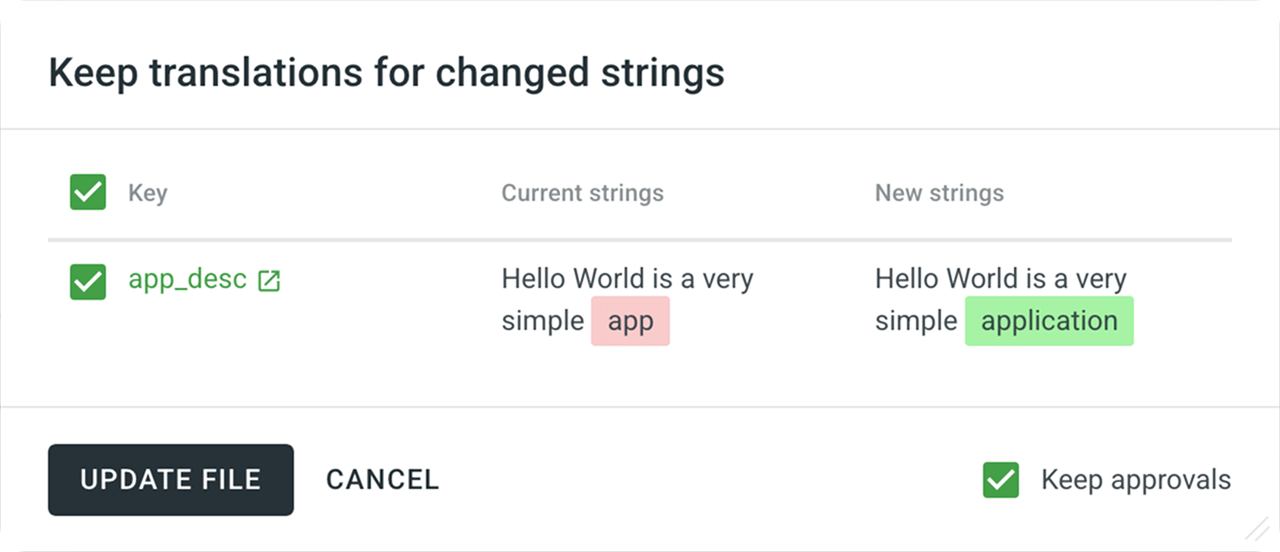 Keep translations for changed strings
Key Current strings New strings
app_desc
Hello World is a very
simple app
Hello World is a very
simple application
UPDATE FILE CANCEL Keep approvals